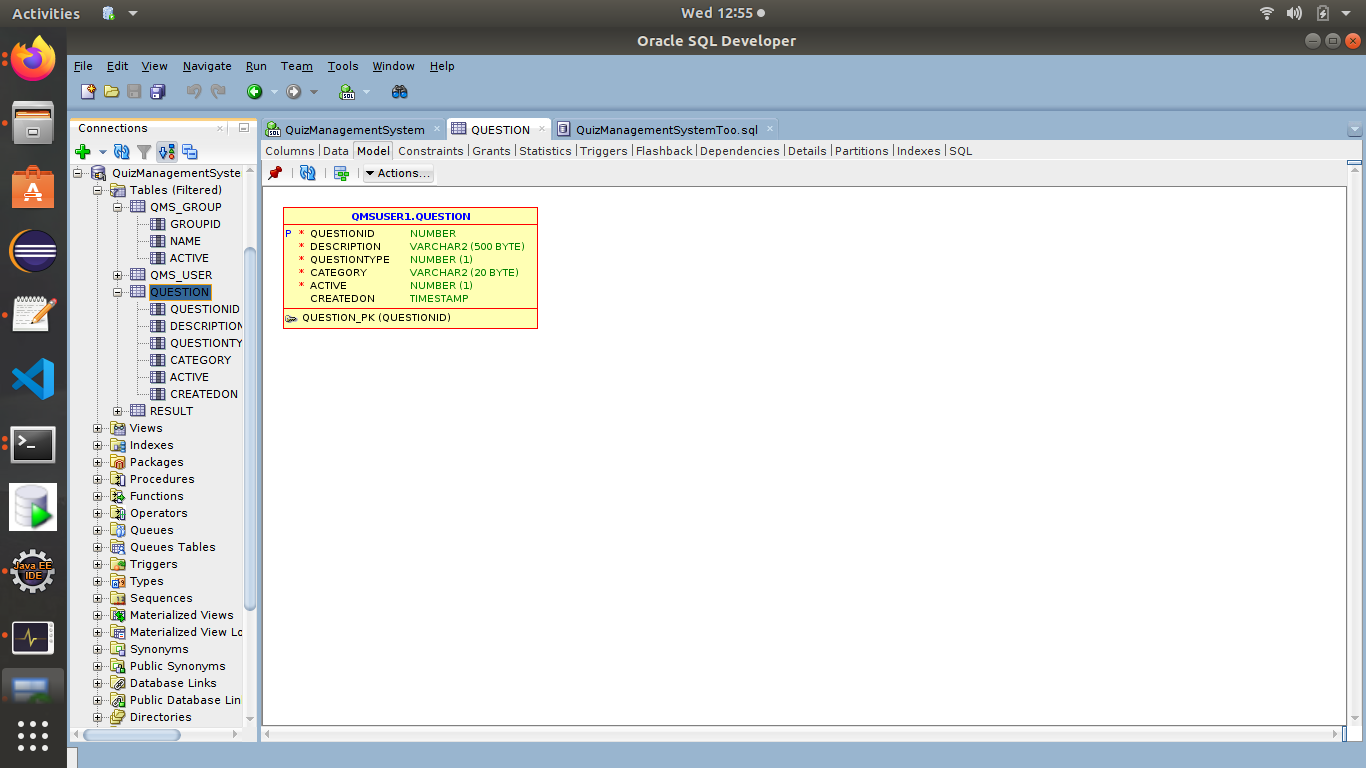 Activities
Wed 12:55
Oracle SQL Developer
File Edit View Navigate Run Team Tools Window Help
SQL
Connections
QuizManagementSystem QUESTION QuizManagementSystemToo.sql
SQL
Columns Data Model Constraints Grants Statistics Triggers Flashback Dependencies Details Partitions Indexes SQL
Actions...
QuizManagementSyste
Tables (Filtered)
QMS_GROUP
GROUPID
NAME
ACTIVE
QMS_USER
QUESTION
QUESTIONID
DESCRIPTION
QUESTIONTY
CATEGORY
ACTIVE
CREATEDON
RESULT
Views
Indexes
Packages
Procedures
Functions
Operators
Queues
Queues Tables
Triggers
Types
Sequences
Materialized Views
Materialized View Lo
Synonyms
Public Synonyms
Database Links
Public Database Lin
Directories
QMSUSER1.QUESTION
P * QUESTIONID NUMBER
* DESCRIPTION VARCHAR2 (500 BYTE)
* QUESTIONTYPE NUMBER (1)
* CATEGORY VARCHAR2 (20 BYTE)
* ACTIVE NUMBER (1)
CREATEDON TIMESTAMP
QUESTION_PK (QUESTIONID)
Java EE
IDE